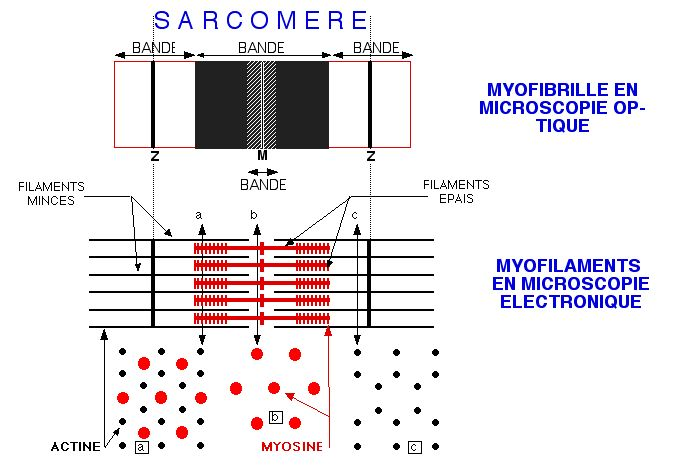 SARCOMERE
BANDE BANDE BANDE
MYOFIBRILLE EN
MICROSCOPIE OP-
TIQUE
Z M Z
BANDE
FILAMENTS
MINCES
FILAMENTS
EPAIS
a b c
MYOFILAMENTS
EN MICROSCOPIE
ELECTRONIQUE
ACTINE a b MYOSINE c